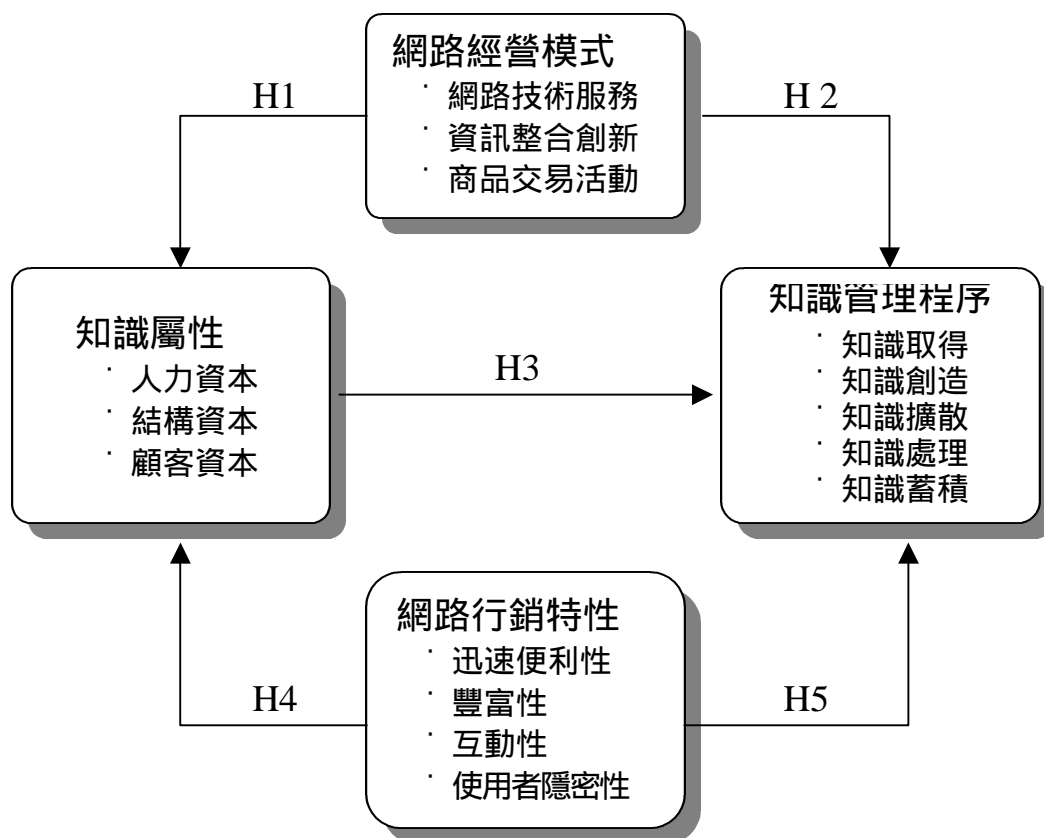 網路經營模式
˙ 網路技術服務
˙ 資訊整合創新
˙ 商品交易活動
H1
H 2
知識屬性
˙ 人力資本
˙ 結構資本
˙ 顧客資本
H3
知識管理程序
˙ 知識取得
˙ 知識創造
˙ 知識擴散
˙ 知識處理
˙ 知識蓄積
網路行銷特性
˙ 迅速便利性
˙ 豐富性
˙ 互動性
˙ 使用者隱密性
H4
H5